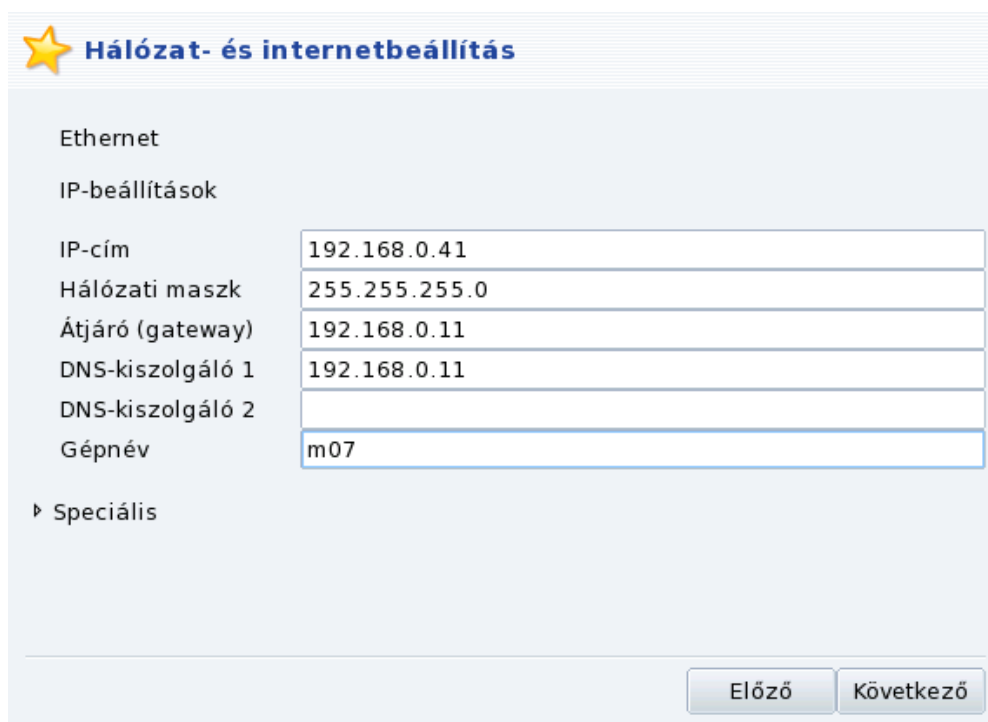 Hálózat- és internetbeállítás
Ethernet
IP-beállítások
IP-cím 192.168.0.41
Hálózati maszk 255.255.255.0
Átjáró (gateway) 192.168.0.11
DNS-kiszolgáló 1 192.168.0.11
DNS-kiszolgáló 2
Gépnév m07
Speciális
Előző Következő